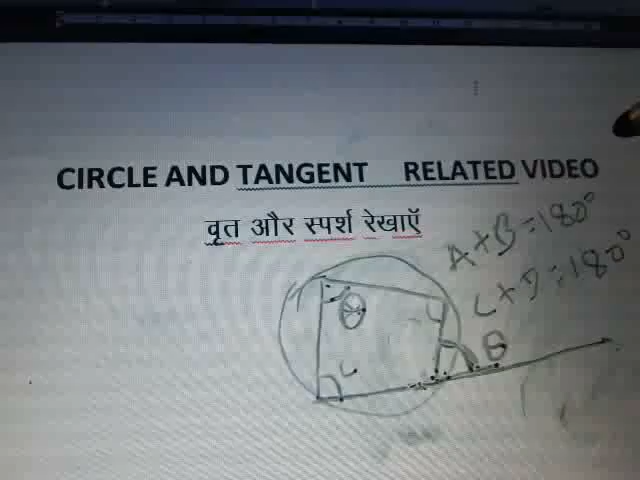 CIRCLE AND TANGENT RELATED VIDEO
वृत और स्पर्श रेखाएँ
A+B=180°
C+D=180°
θ